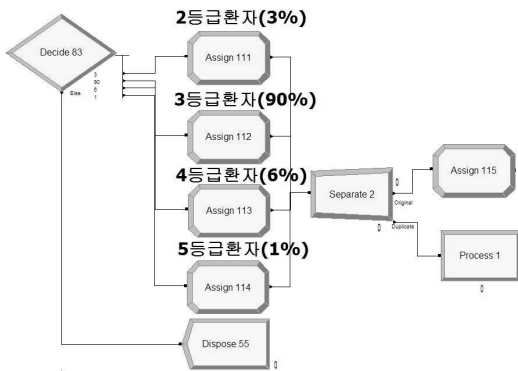 2등급환자(3%)
Decide 83
Assign 111
3
90
6
1
Else
3등급환자(90%)
Assign 112
4등급환자(6%)
Assign 113
Separate 2
0
Original
Assign 115
0
Duplicate
5등급환자(1%)
Process 1
0
Assign 114
Dispose 55
0